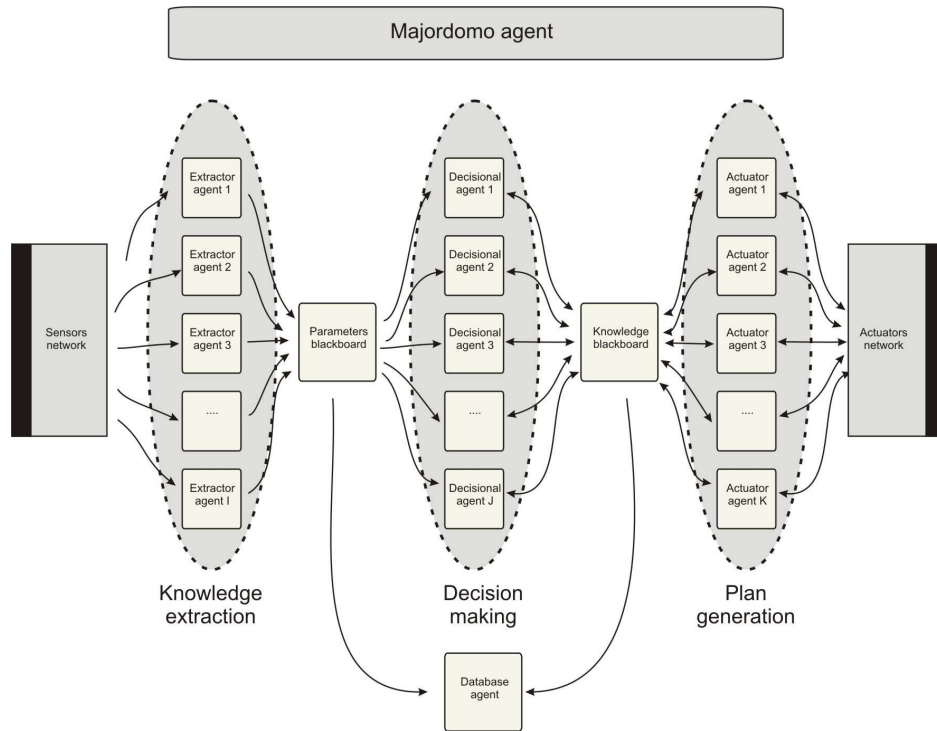 Majordomo agent
Sensors
network
Extractor
agent 1
Extractor
agent 2
Extractor
agent 3
....
Extractor
agent I
Knowledge
extraction
Parameters
blackboard
Decisional
agent 1
Decisional
agent 2
Decisional
agent 3
....
Decisional
agent J
Decision
making
Knowledge
blackboard
Actuator
agent 1
Actuator
agent 2
Actuator
agent 3
....
Actuator
agent K
Plan
generation
Actuators
network
Database
agent